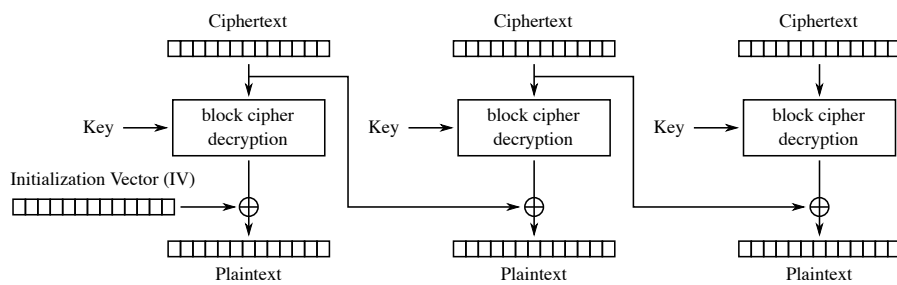 Ciphertext
Ciphertext
Ciphertext
Key
block cipher
decryption
Key
block cipher
decryption
Key
block cipher
decryption
Initialization Vector (IV)
Plaintext
Plaintext
Plaintext